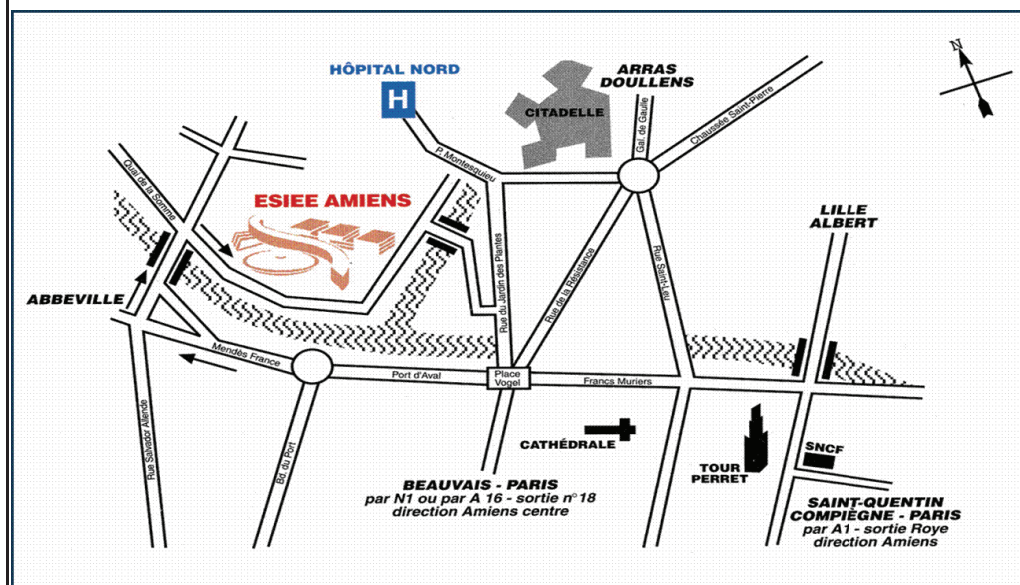 N
HÔPITAL NORD
H
ARRAS
DOULLENS
CITADELLE
Gal. de Gaulle
Chaussée Saint-Pierre
P. Montesquieu
Quai de la Somme
ESIEE AMIENS
LILLE
ALBERT
Rue du Jardin des Plantes
Rue de la Résistance
Rue Saint-Leu
ABBEVILLE
Mendès France
Port d'Aval
Place
Vogel
Francs Muriers
Rue Salvador Allende
Bd. du Port
CATHÉDRALE
TOUR
PERRET
SNCF
BEAUVAIS - PARIS
par N1 ou par A 16 - sortie n° 18
direction Amiens centre
SAINT-QUENTIN
COMPIÈGNE - PARIS
par A1 - sortie Roye
direction Amiens